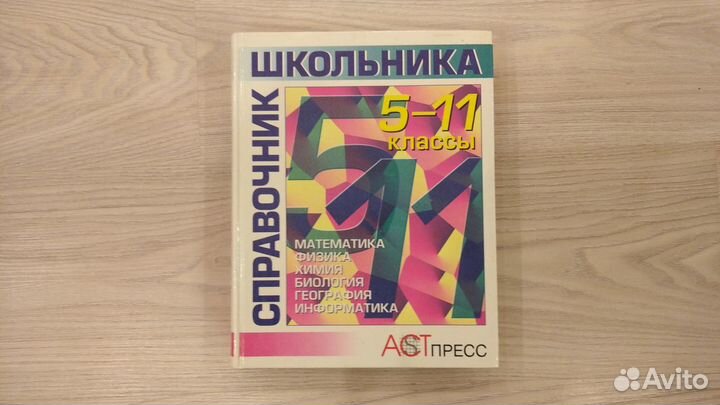 СПРАВОЧНИК
ШКОЛЬНИКА
5–11
классы
МАТЕМАТИКА
ФИЗИКА
ХИМИЯ
БИОЛОГИЯ
ГЕОГРАФИЯ
ИНФОРМАТИКА
АСТ ПРЕСС
Avito